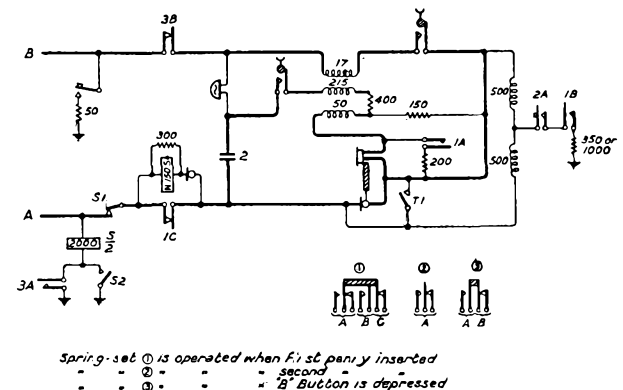 3B
B
17
215
50
400
150
500
2A
1B
50
300
2
1A
200
500
350 or
1000
A
S1
1C
T1
2000
S
2
3A
S2
①
②
③
A B C
A
A B
Spring-set ① is operated when First penny inserted
" ② " " " second " "
" ③ " " " "B" Button is depressed